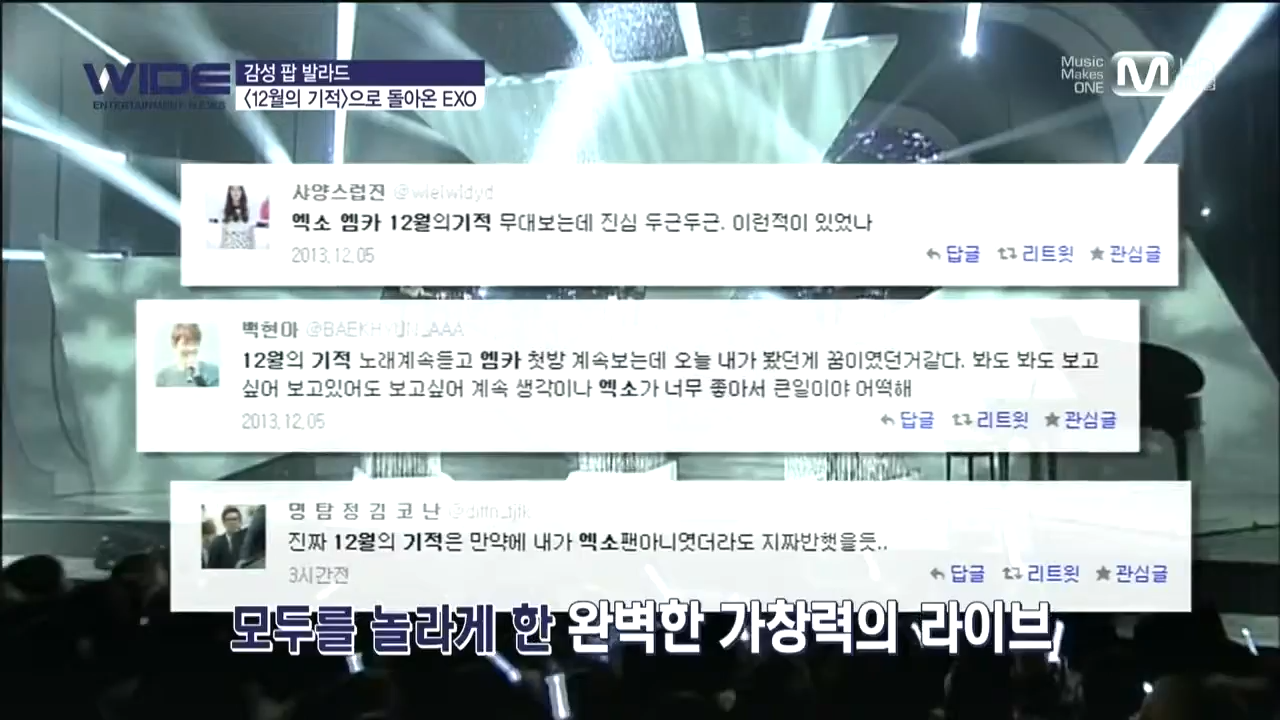 WIDE
ENTERTAINMENT NEWS
감성 팝 발라드
<12월의 기적>으로 돌아온 EXO
Music
Makes
ONE
M
샤양스럽진 @wlelwldyd
엑소 엠카 12월의기적 무대보는데 진심 두근두근. 이런적이 있었나
2013.12.05
답글 리트윗 관심글
백현아
12월의 기적 노래계속듣고 엠카 첫방 계속보는데 오늘 내가 봤던게 꿈이였던거같다. 봐도 봐도 보고
싶어 보고있어도 보고싶어 계속 생각이나 엑소가 너무 좋아서 큰일이야 어떡해
2013.12.05
답글 리트윗 관심글
명 탐 정 김 코 난
진짜 12월의 기적은 만약에 내가 엑소팬아니엿더라도 지짜반햇을듯..
3시간전
답글 리트윗 관심글
모두를 놀라게 한 완벽한 가창력의 라이브